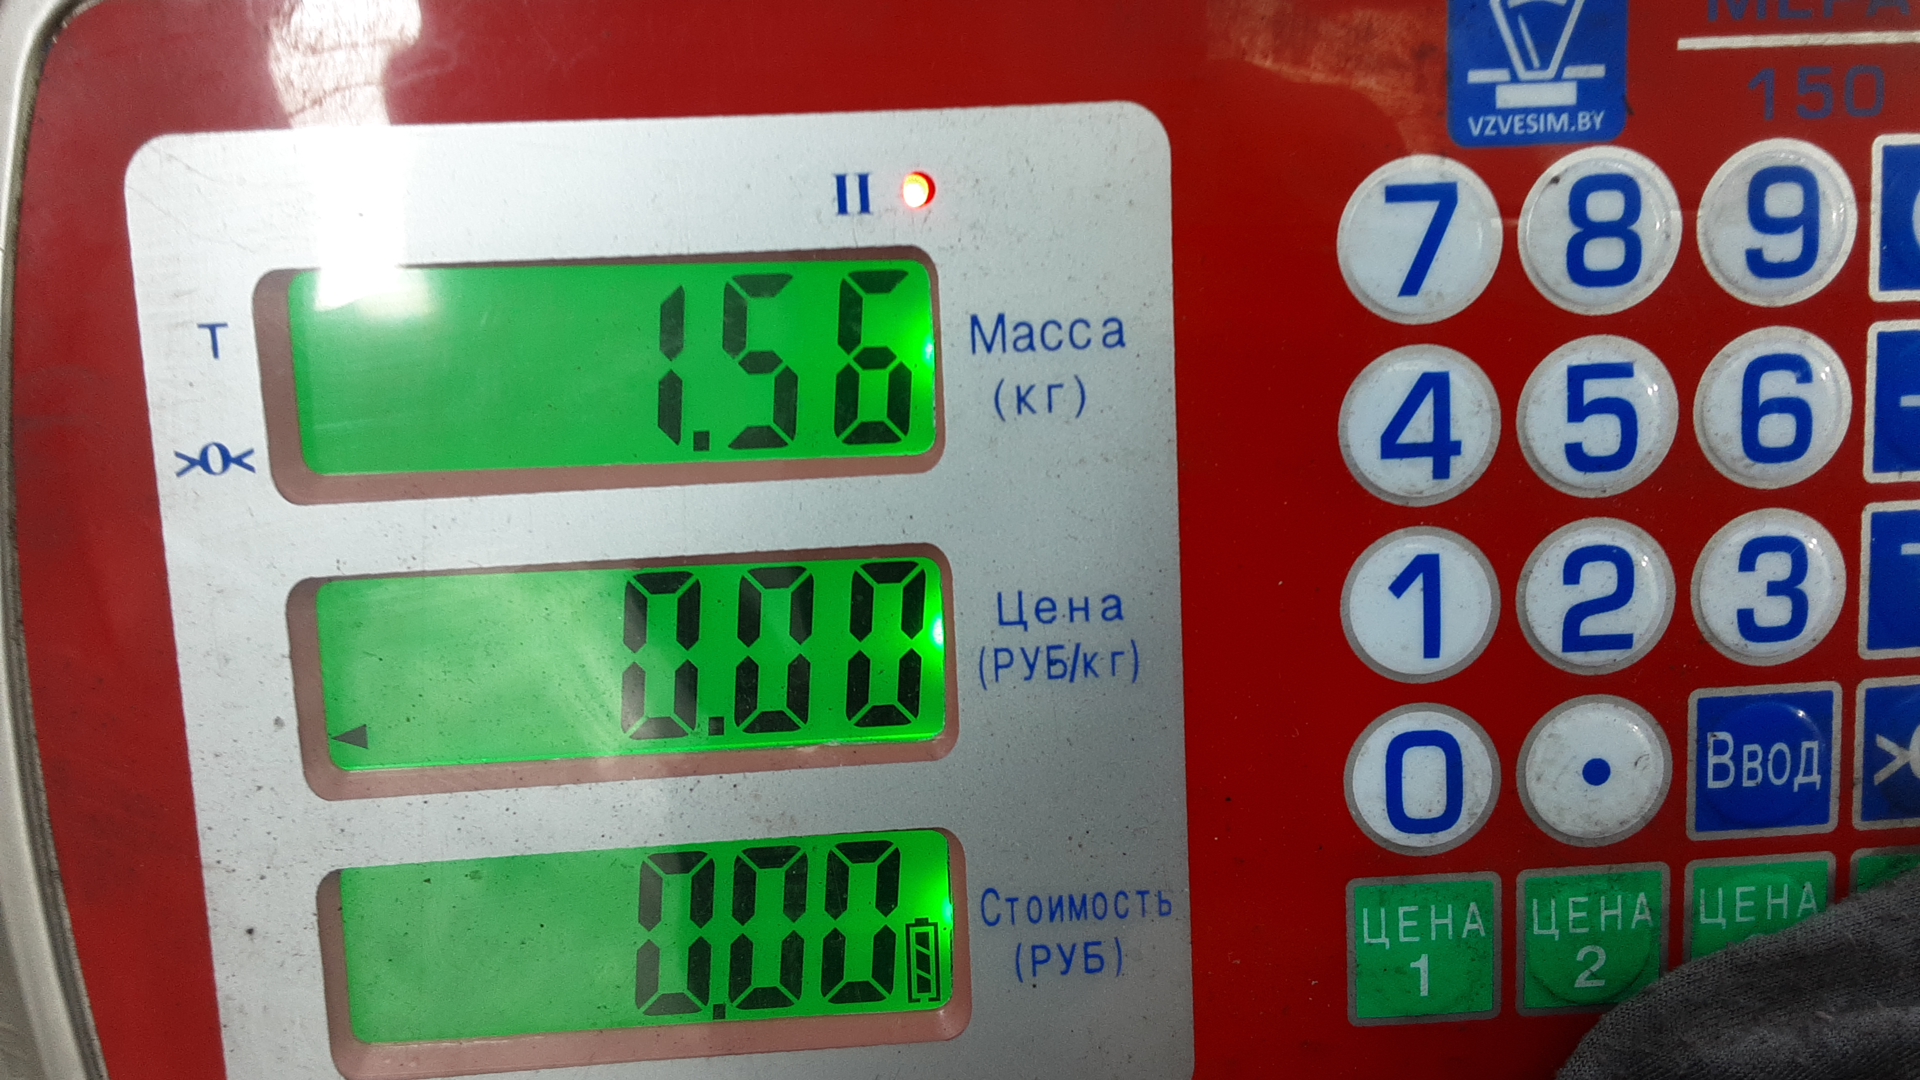 VZVESIM.BY
150
II
T
1.56
Масса
(кг)
>0<
0.00
Цена
(РУБ/кг)
0.00
Стоимость
(РУБ)
7 8 9
4 5 6
1 2 3
0 . Ввод
ЦЕНА 1
ЦЕНА 2
ЦЕНА